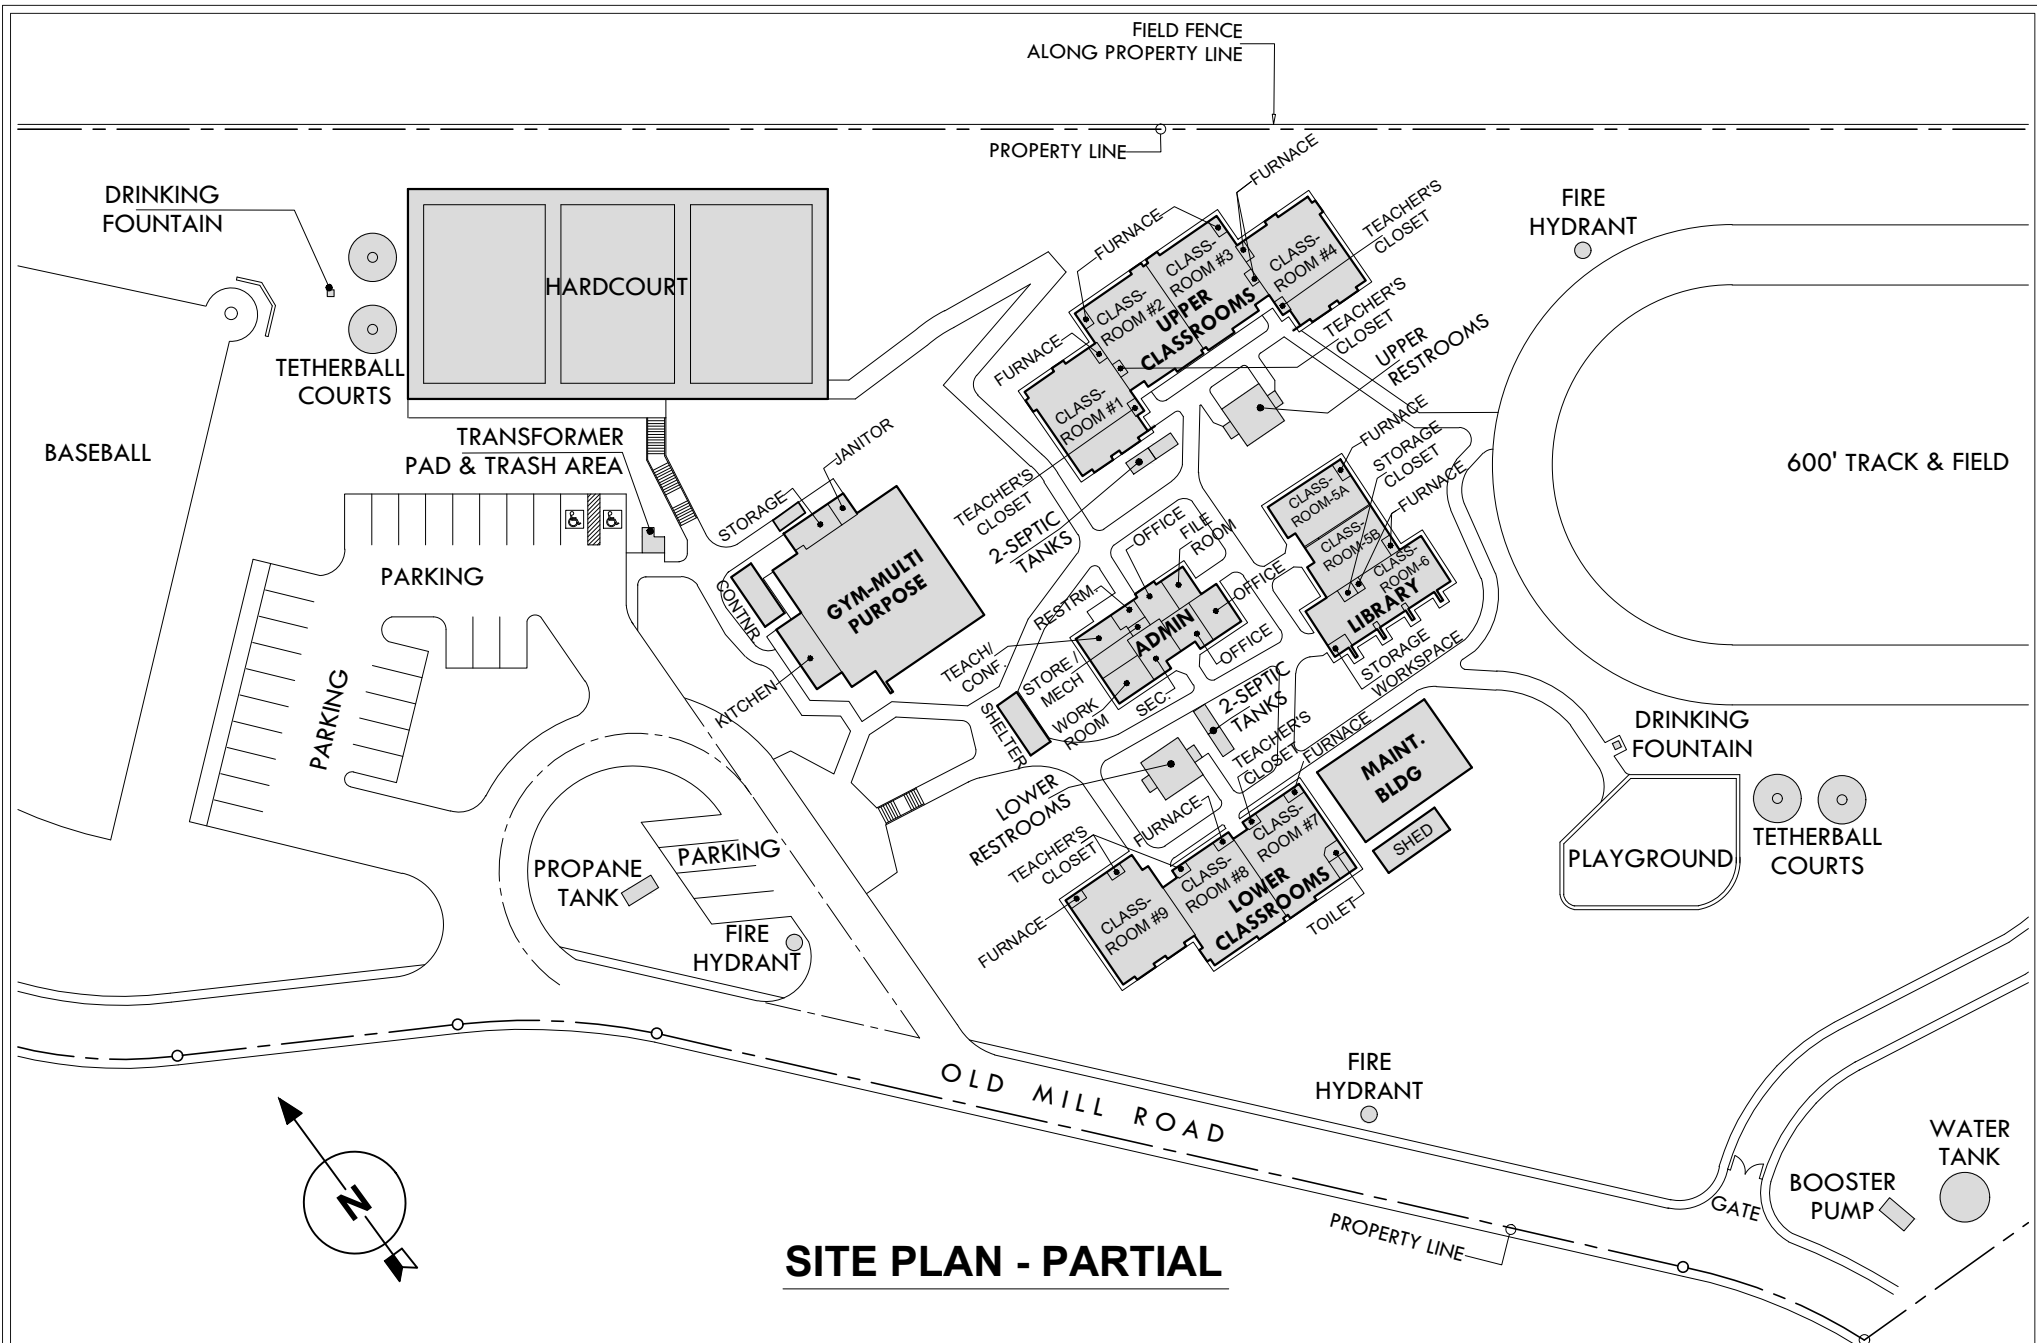 FIELD FENCE
ALONG PROPERTY LINE
PROPERTY LINE
DRINKING
FOUNTAIN
HARDCOURT
TETHERBALL
COURTS
BASEBALL
TRANSFORMER
PAD & TRASH AREA
PARKING
PARKING
PARKING
PROPANE
TANK
FIRE
HYDRANT
JANITOR
STORAGE
CONTNR
GYM-MULTI
PURPOSE
KITCHEN
FURNACE
FURNACE
FURNACE
TEACHER'S
CLOSET
TEACHER'S
CLOSET
TEACHER'S
CLOSET
CLASS-
ROOM #1
CLASS-
ROOM #2
CLASS-
ROOM #3
CLASS-
ROOM #4
UPPER
CLASSROOMS
UPPER
RESTROOMS
2-SEPTIC
TANKS
FIRE
HYDRANT
600' TRACK & FIELD
FURNACE
STORAGE
CLOSET
FURNACE
CLASS-
ROOM-5A
CLASS-
ROOM-5B
CLASS-
ROOM-6
LIBRARY
STORAGE
WORKSPACE
OFFICE
FILE
ROOM
OFFICE
OFFICE
RESTRM.
ADMIN
TEACH/
CONF.
STORE /
MECH
WORK
ROOM
SEC.
SHELTER
2-SEPTIC
TANKS
TEACHER'S
CLOSET
FURNACE
LOWER
RESTROOMS
FURNACE
TEACHER'S
CLOSET
FURNACE
CLASS-
ROOM #7
CLASS-
ROOM #8
CLASS-
ROOM #9
LOWER
CLASSROOMS
TOILET
MAINT.
BLDG
SHED
DRINKING
FOUNTAIN
PLAYGROUND
TETHERBALL
COURTS
OLD MILL ROAD
FIRE
HYDRANT
PROPERTY LINE
GATE
BOOSTER
PUMP
WATER
TANK
N
SITE PLAN - PARTIAL